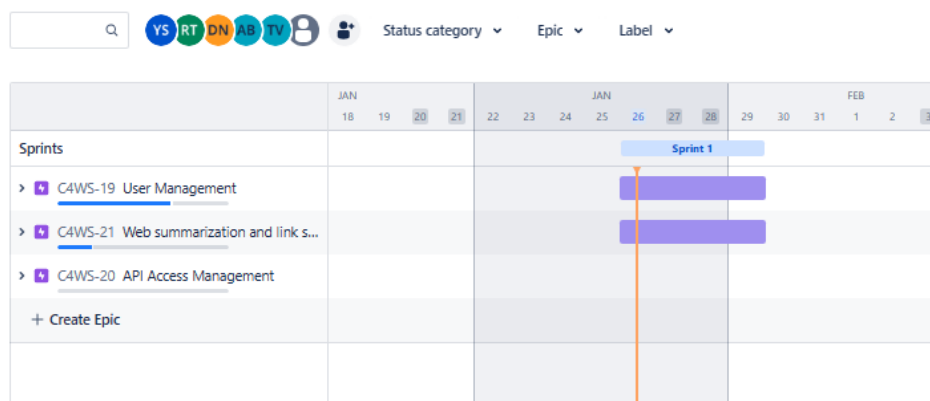 YS RT DN AB TV Status category Epic Label
JAN JAN FEB
18 19 20 21 22 23 24 25 26 27 28 29 30 31 1 2 3
Sprints Sprint 1
C4WS-19 User Management
C4WS-21 Web summarization and link s...
C4WS-20 API Access Management
+ Create Epic